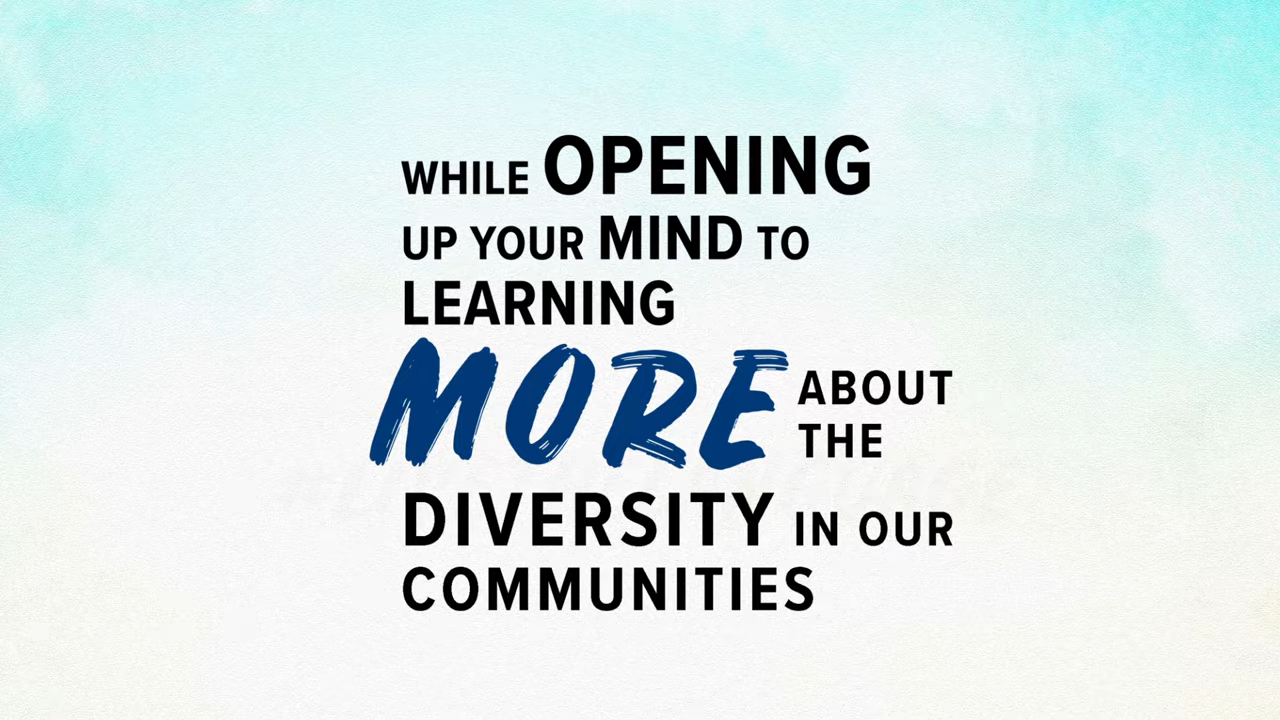 WHILE OPENING
UP YOUR MIND TO
LEARNING
MORE ABOUT
THE
DIVERSITY IN OUR
COMMUNITIES